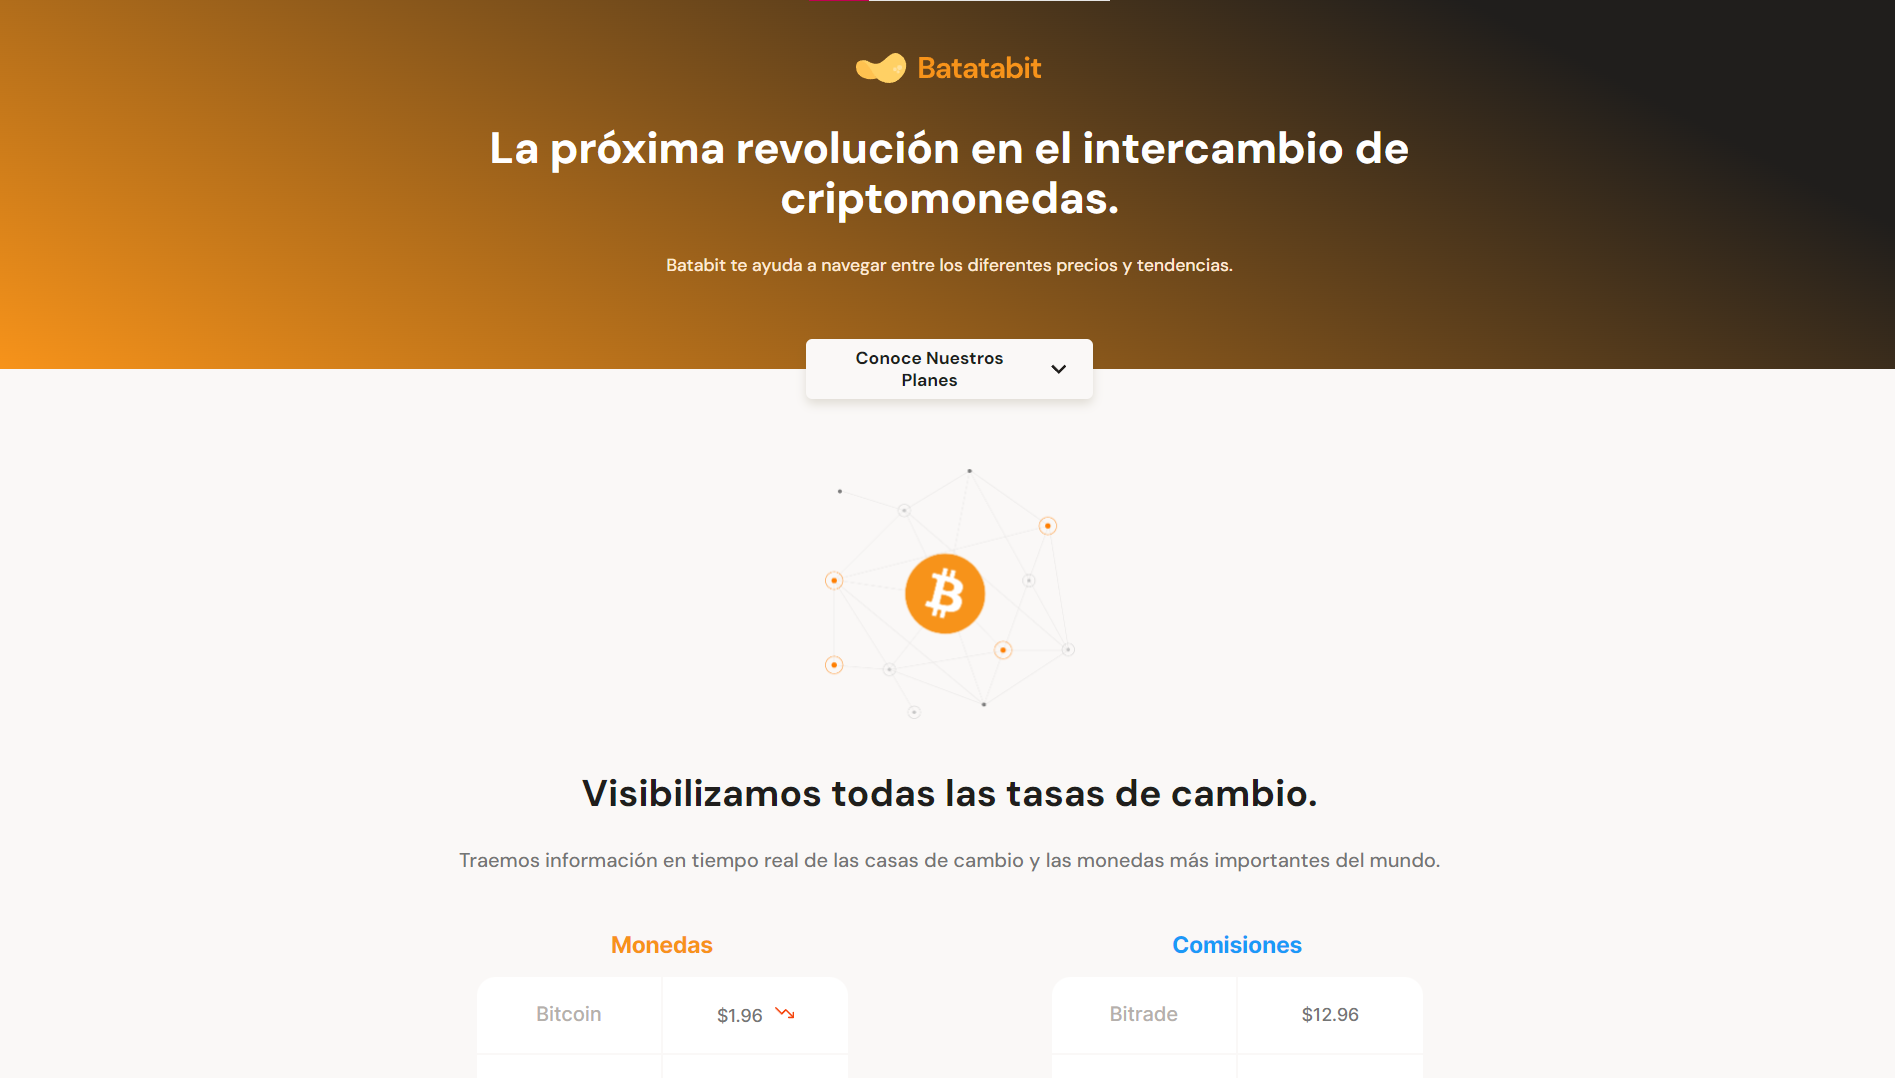 Batatabit
La próxima revolución en el intercambio de
criptomonedas.
Batabit te ayuda a navegar entre los diferentes precios y tendencias.
Conoce Nuestros
Planes
Visibilizamos todas las tasas de cambio.
Traemos información en tiempo real de las casas de cambio y las monedas más importantes del mundo.
Monedas
Bitcoin $1.96
Comisiones
Bitrade $12.96